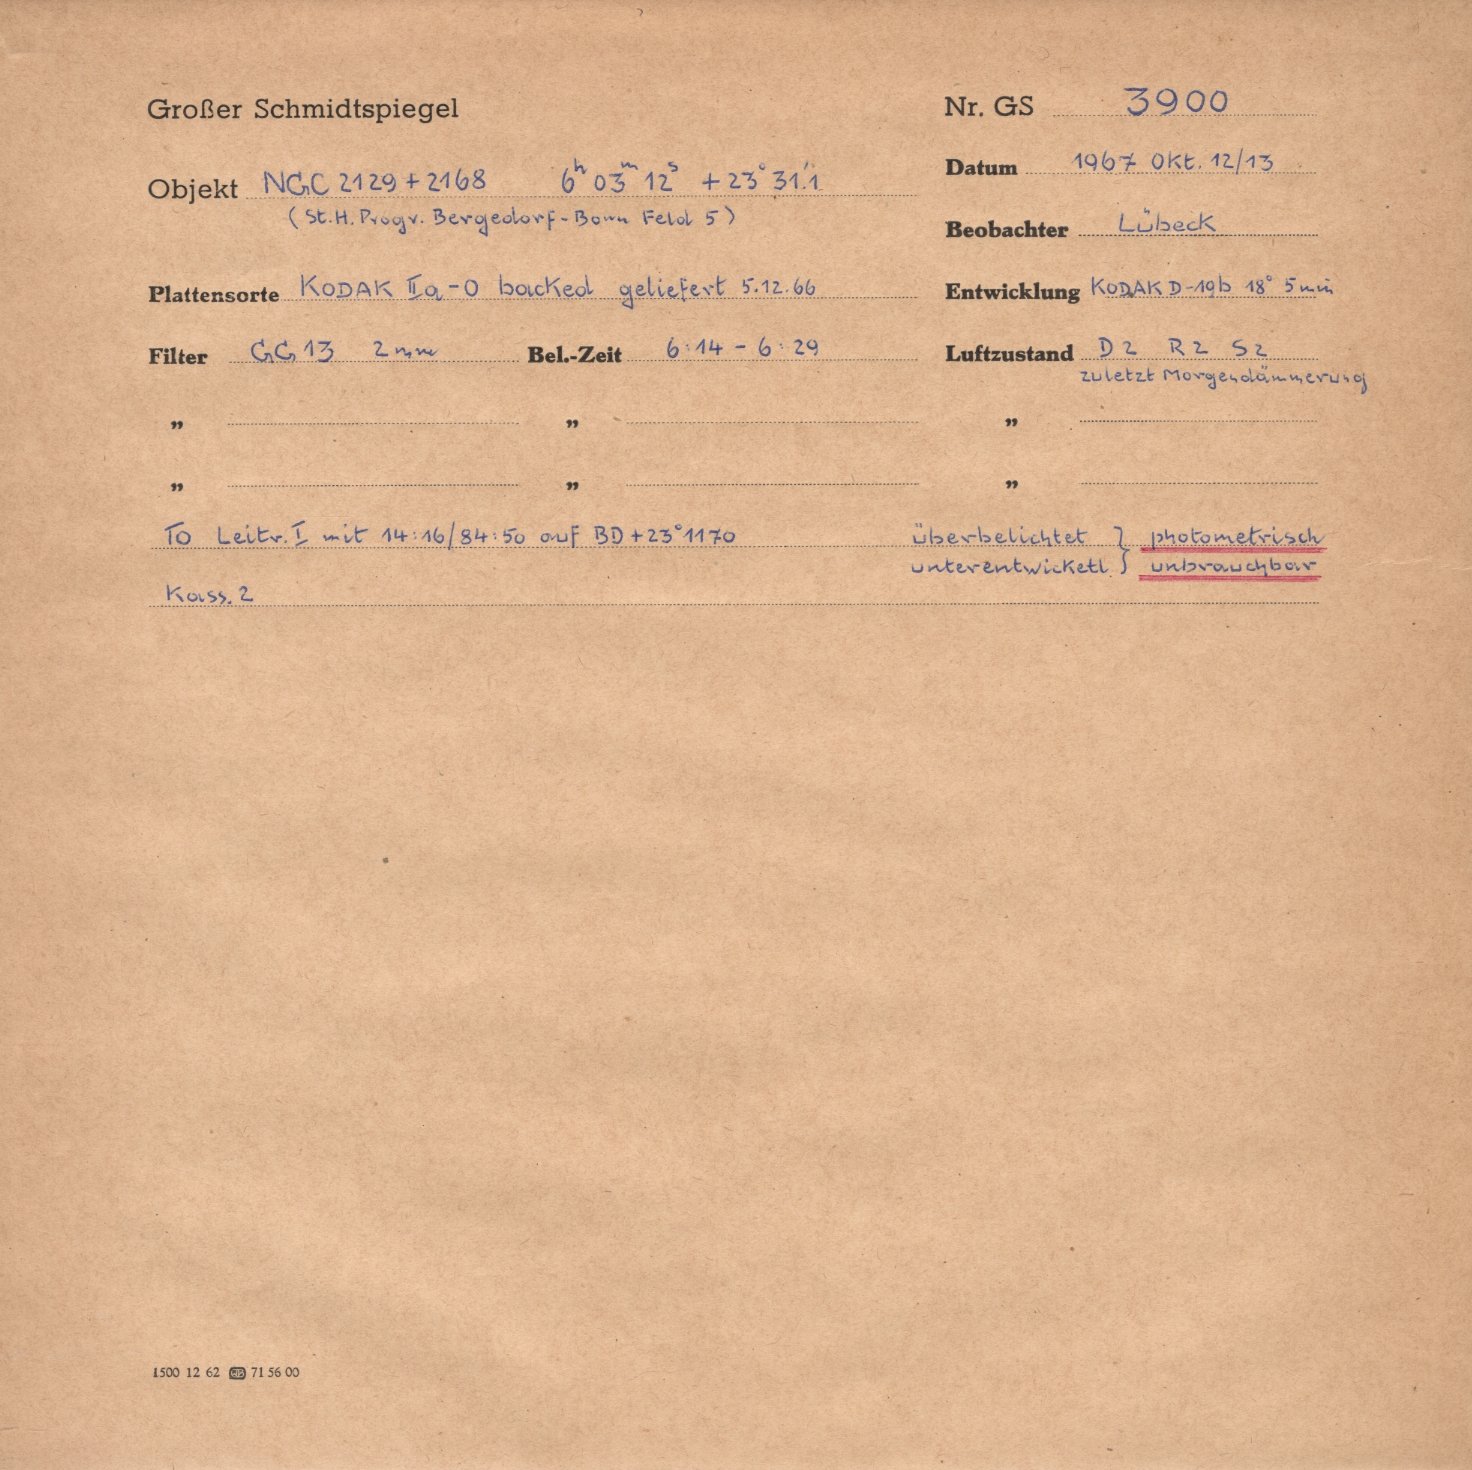 Großer Schmidtspiegel
Nr. GS 3900
Objekt NGC 2129 + 2168 6h 03m 12s + 23° 31.'1
(St. H. Progr. Bergedorf - Bonn Feld 5)
Datum 1967 Okt. 12/13
Beobachter Lübeck
Plattensorte KODAK IIa-O backed geliefert 5.12.66
Entwicklung KODAK D-19b 18° 5 min
Filter GG 13 2 mm Bel.-Zeit 6:14 - 6:29 Luftzustand D2 R2 S2
zuletzt Morgendämmerung
„ „ „
„ „ „
TO Leitr. I mit 14:16/84:50 auf BD +23°1170 überbelichtet } photometrisch
unterentwickelt } unbrauchbar
Kass. 2
1500 12 62 71 56 00